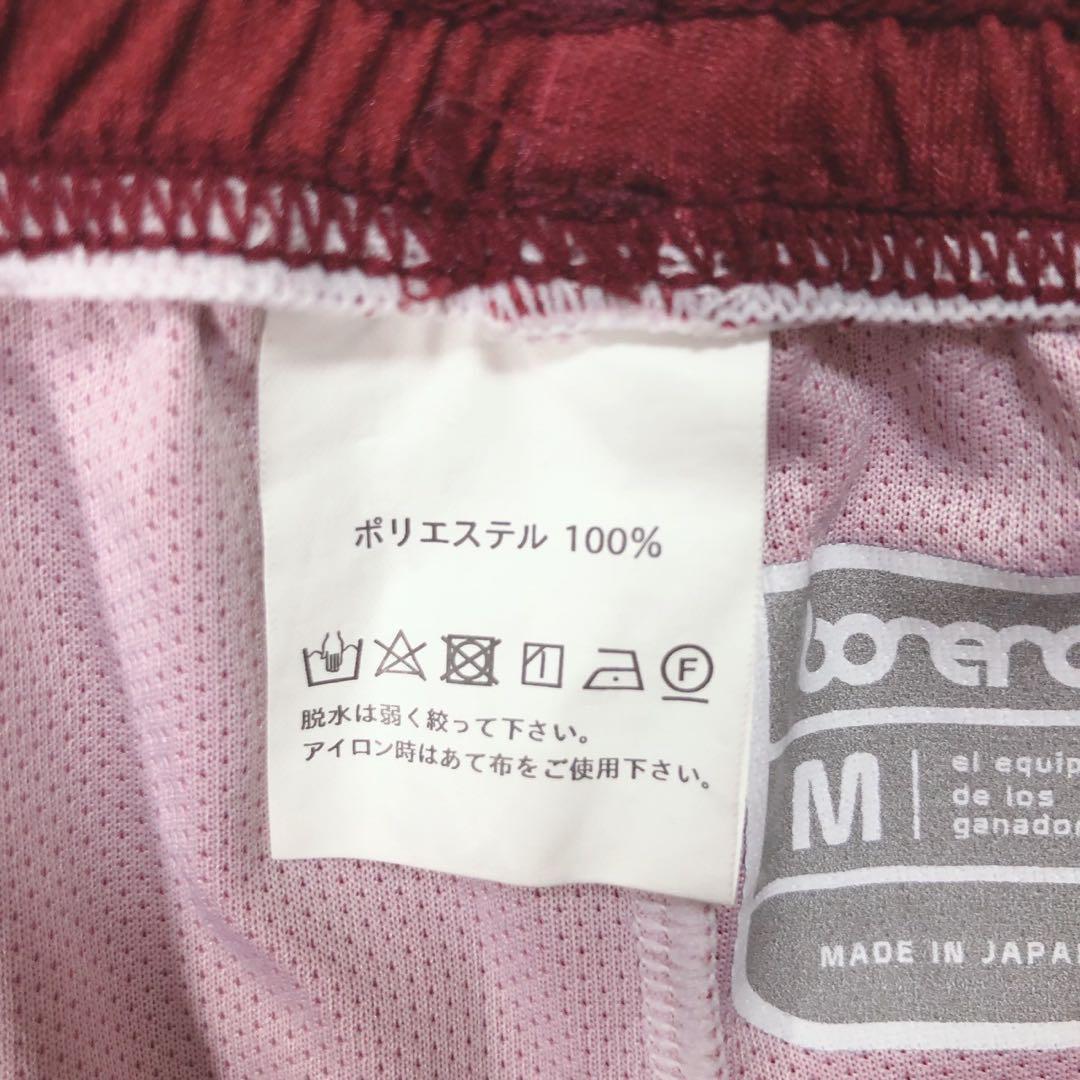 ポリエステル 100%
F
脱水は弱く絞って下さい。
アイロン時はあて布をご使用下さい。
M
el
de los
MADE IN JAPAN